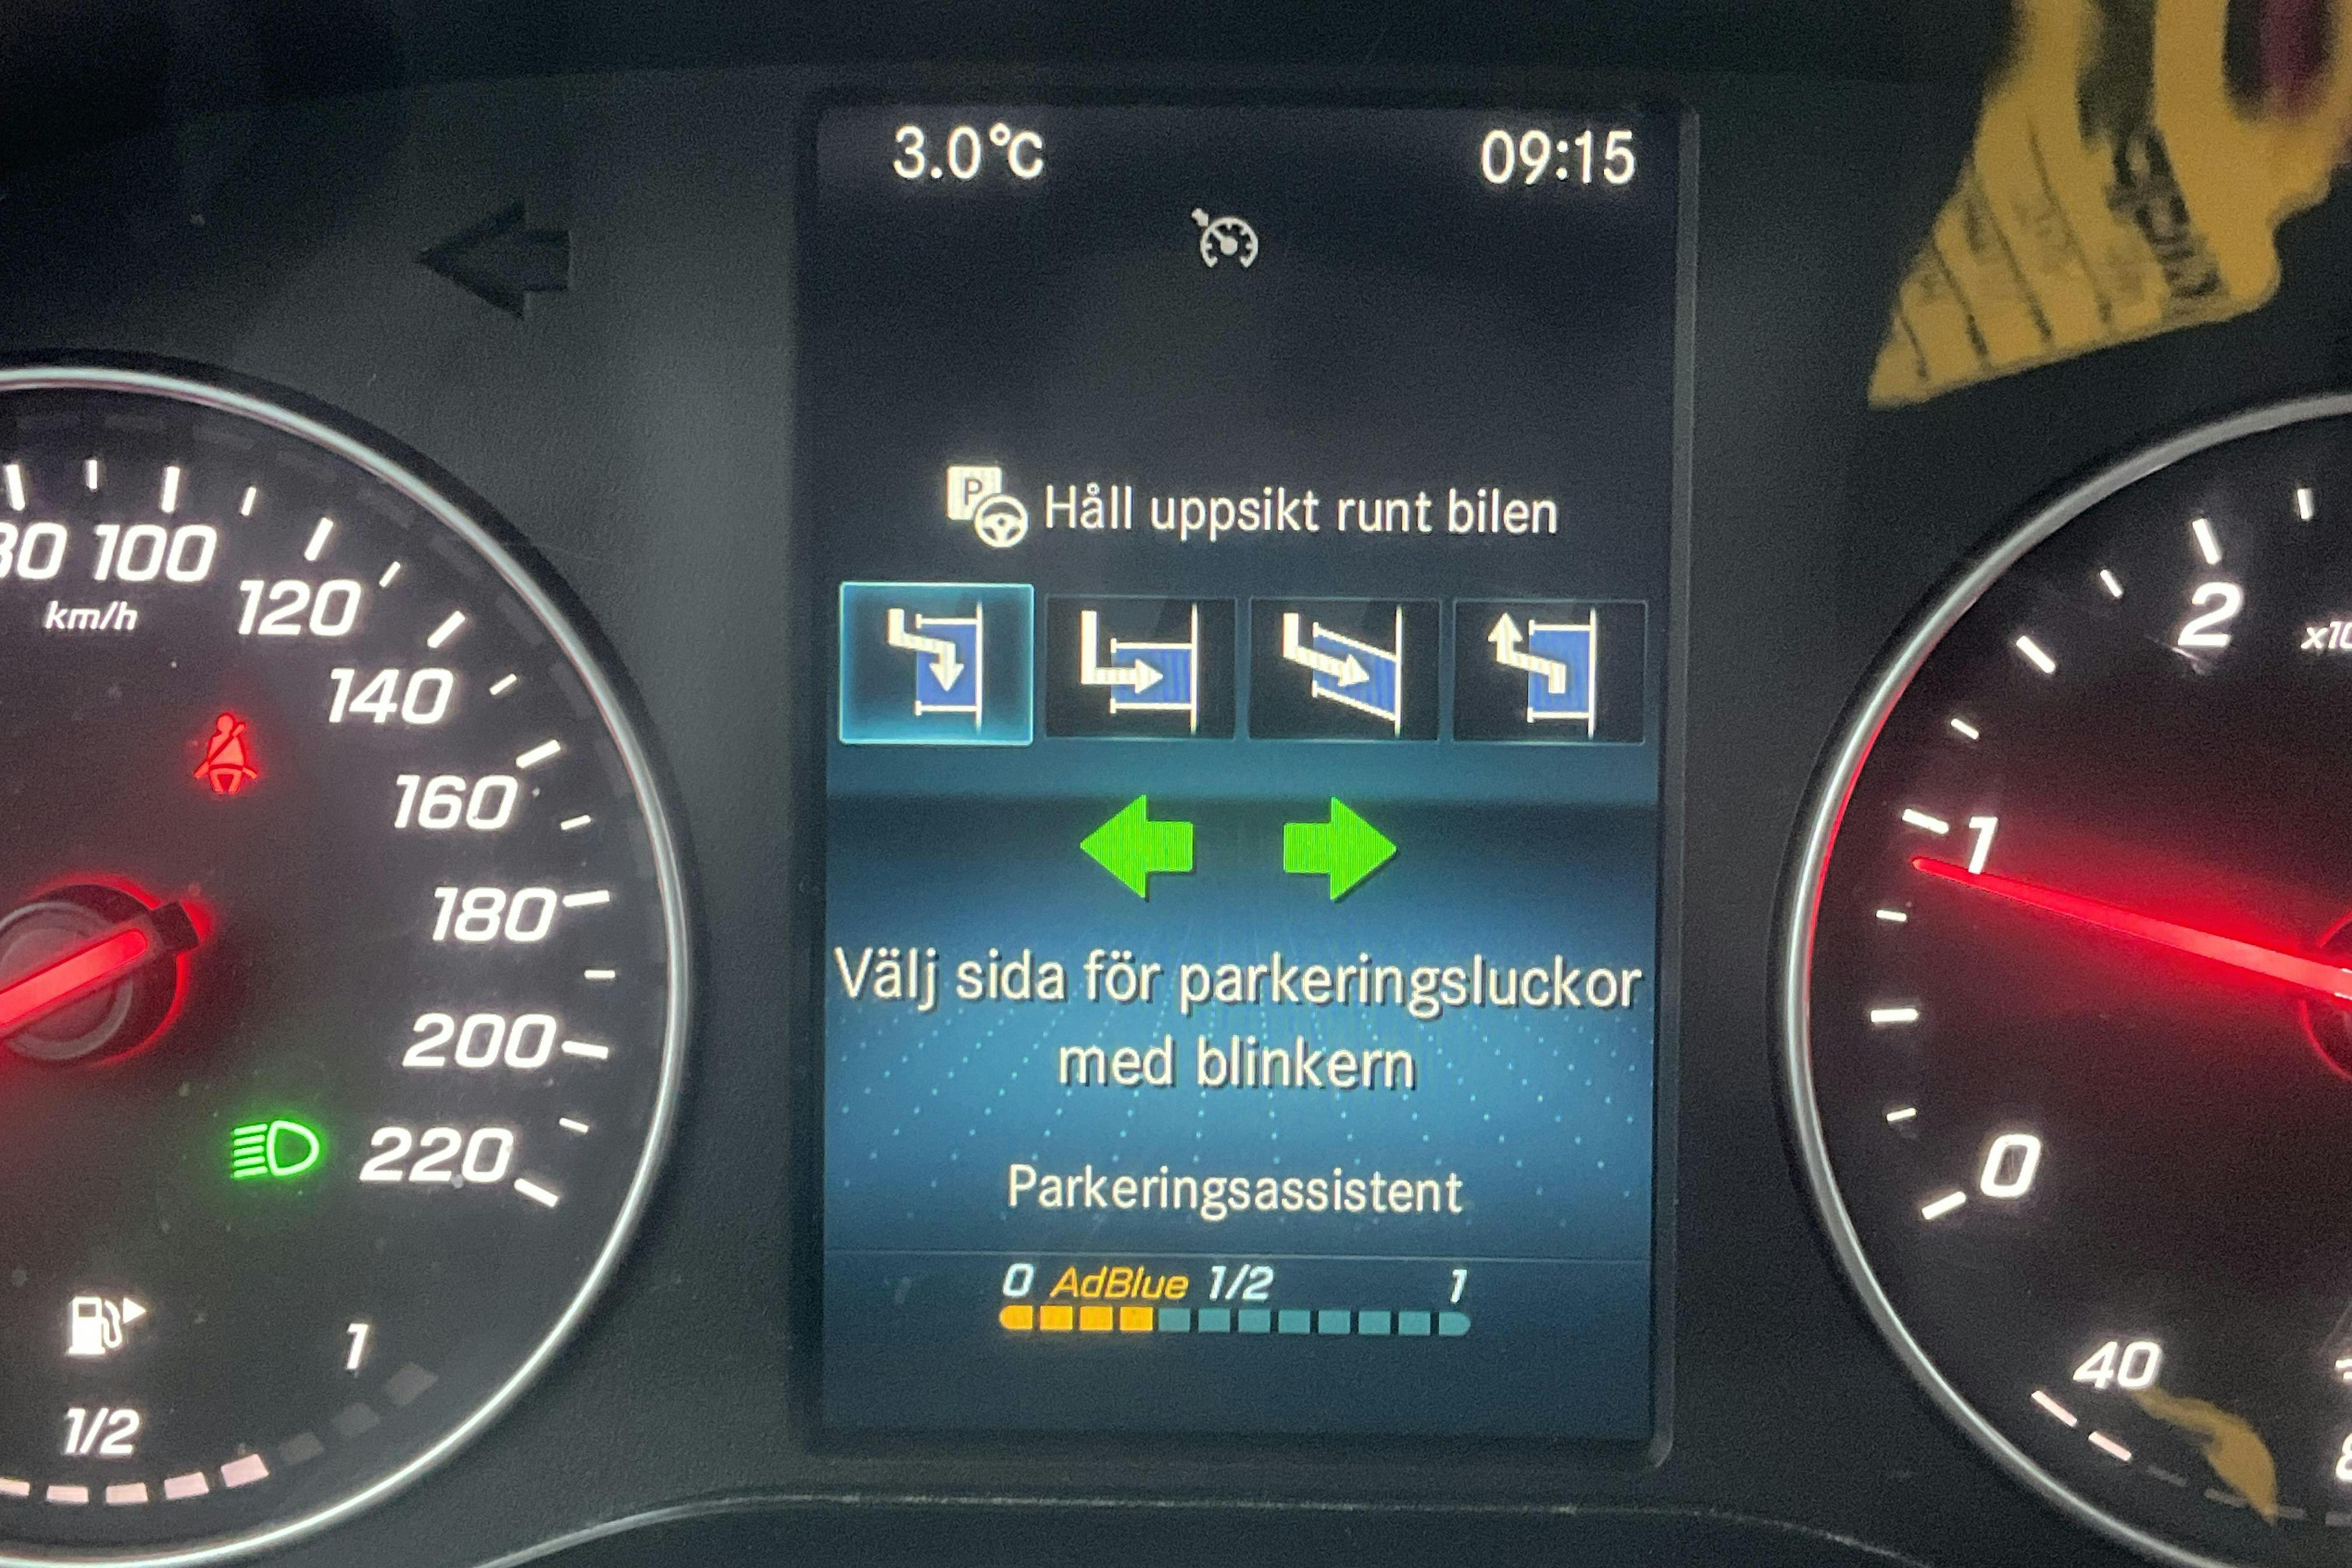 3.0°C 09:15
P Håll uppsikt runt bilen
Välj sida för parkeringsluckor
med blinkern
Parkeringsassistent
0 AdBlue 1/2 1
80 100
km/h
120
140
160
180
200
220
1
1/2
2
1
0
40